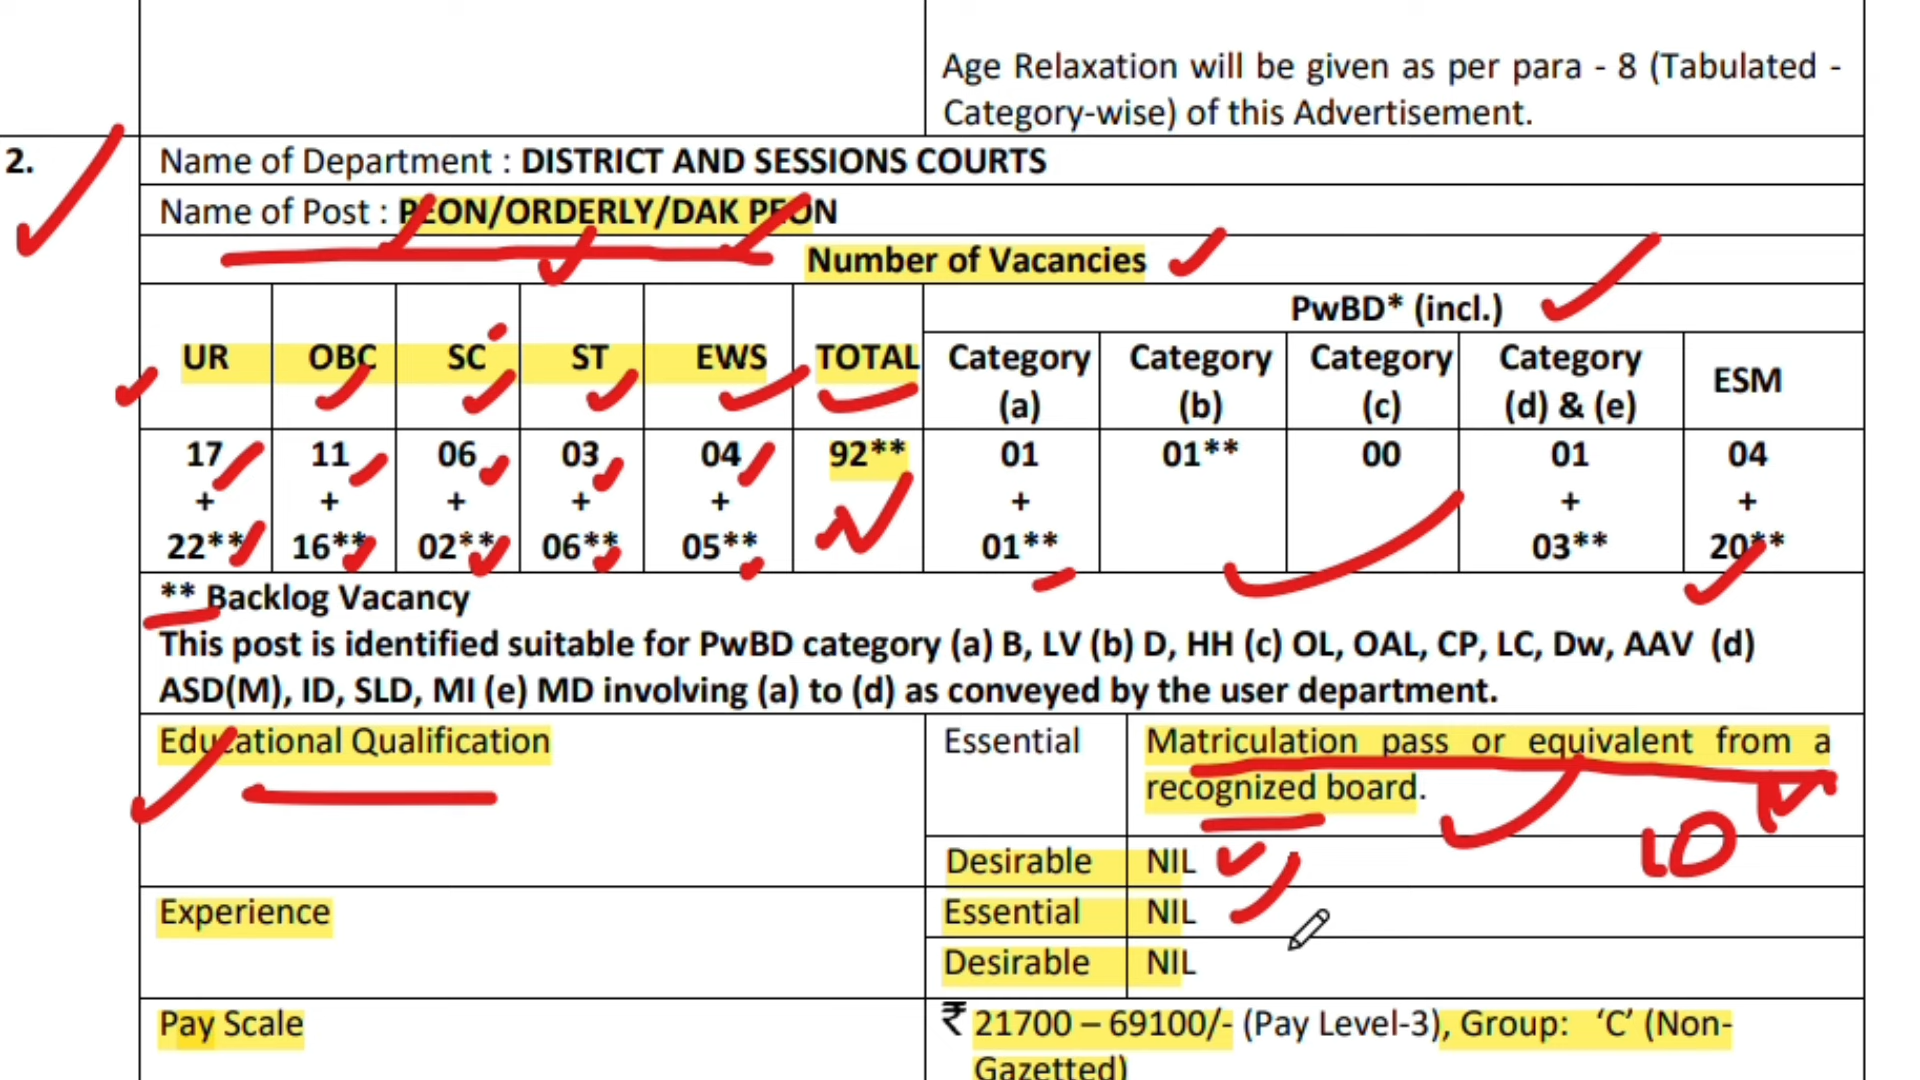 Age Relaxation will be given as per para - 8 (Tabulated -
Category-wise) of this Advertisement.
2.
Name of Department : DISTRICT AND SESSIONS COURTS
Name of Post : PEON/ORDERLY/DAK PEON
Number of Vacancies
UR OBC SC ST EWS TOTAL
PwBD* (incl.)
Category (a)
Category (b)
Category (c)
Category (d) & (e)
ESM
17 11 06 03 04 92** 01 01** 00 01 04
+ + + + + + + +
22** 16** 02** 06** 05** 01** 03** 20**
** Backlog Vacancy
This post is identified suitable for PwBD category (a) B, LV (b) D, HH (c) OL, OAL, CP, LC, Dw, AAV (d)
ASD(M), ID, SLD, MI (e) MD involving (a) to (d) as conveyed by the user department.
Educational Qualification
Essential
Matriculation pass or equivalent from a
recognized board.
10
Desirable NIL
Experience
Essential NIL
Desirable NIL
Pay Scale
₹ 21700 – 69100/- (Pay Level-3), Group: ‘C’ (Non-
Gazetted)